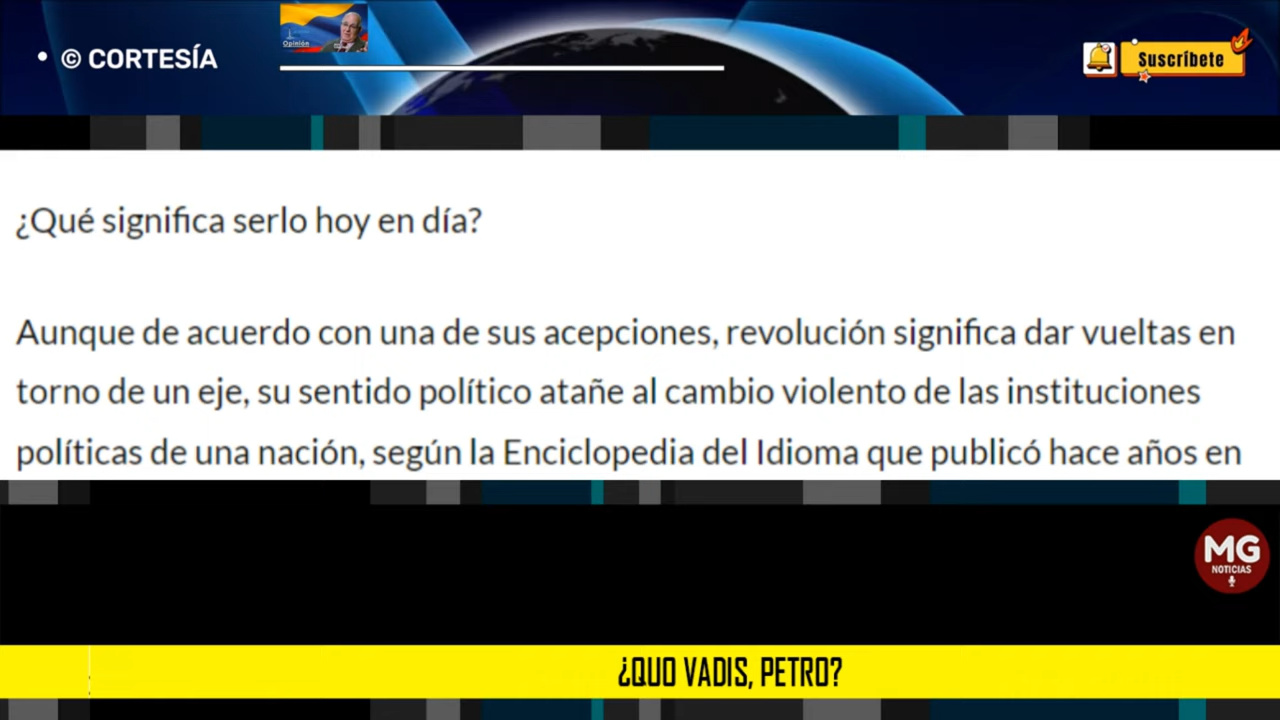 © CORTESÍA
Opinión
Suscríbete
¿Qué significa serlo hoy en día?
Aunque de acuerdo con una de sus acepciones, revolución significa dar vueltas en
torno de un eje, su sentido político atañe al cambio violento de las instituciones
políticas de una nación, según la Enciclopedia del Idioma que publicó hace años en
MG
NOTICIAS
¿QUO VADIS, PETRO?